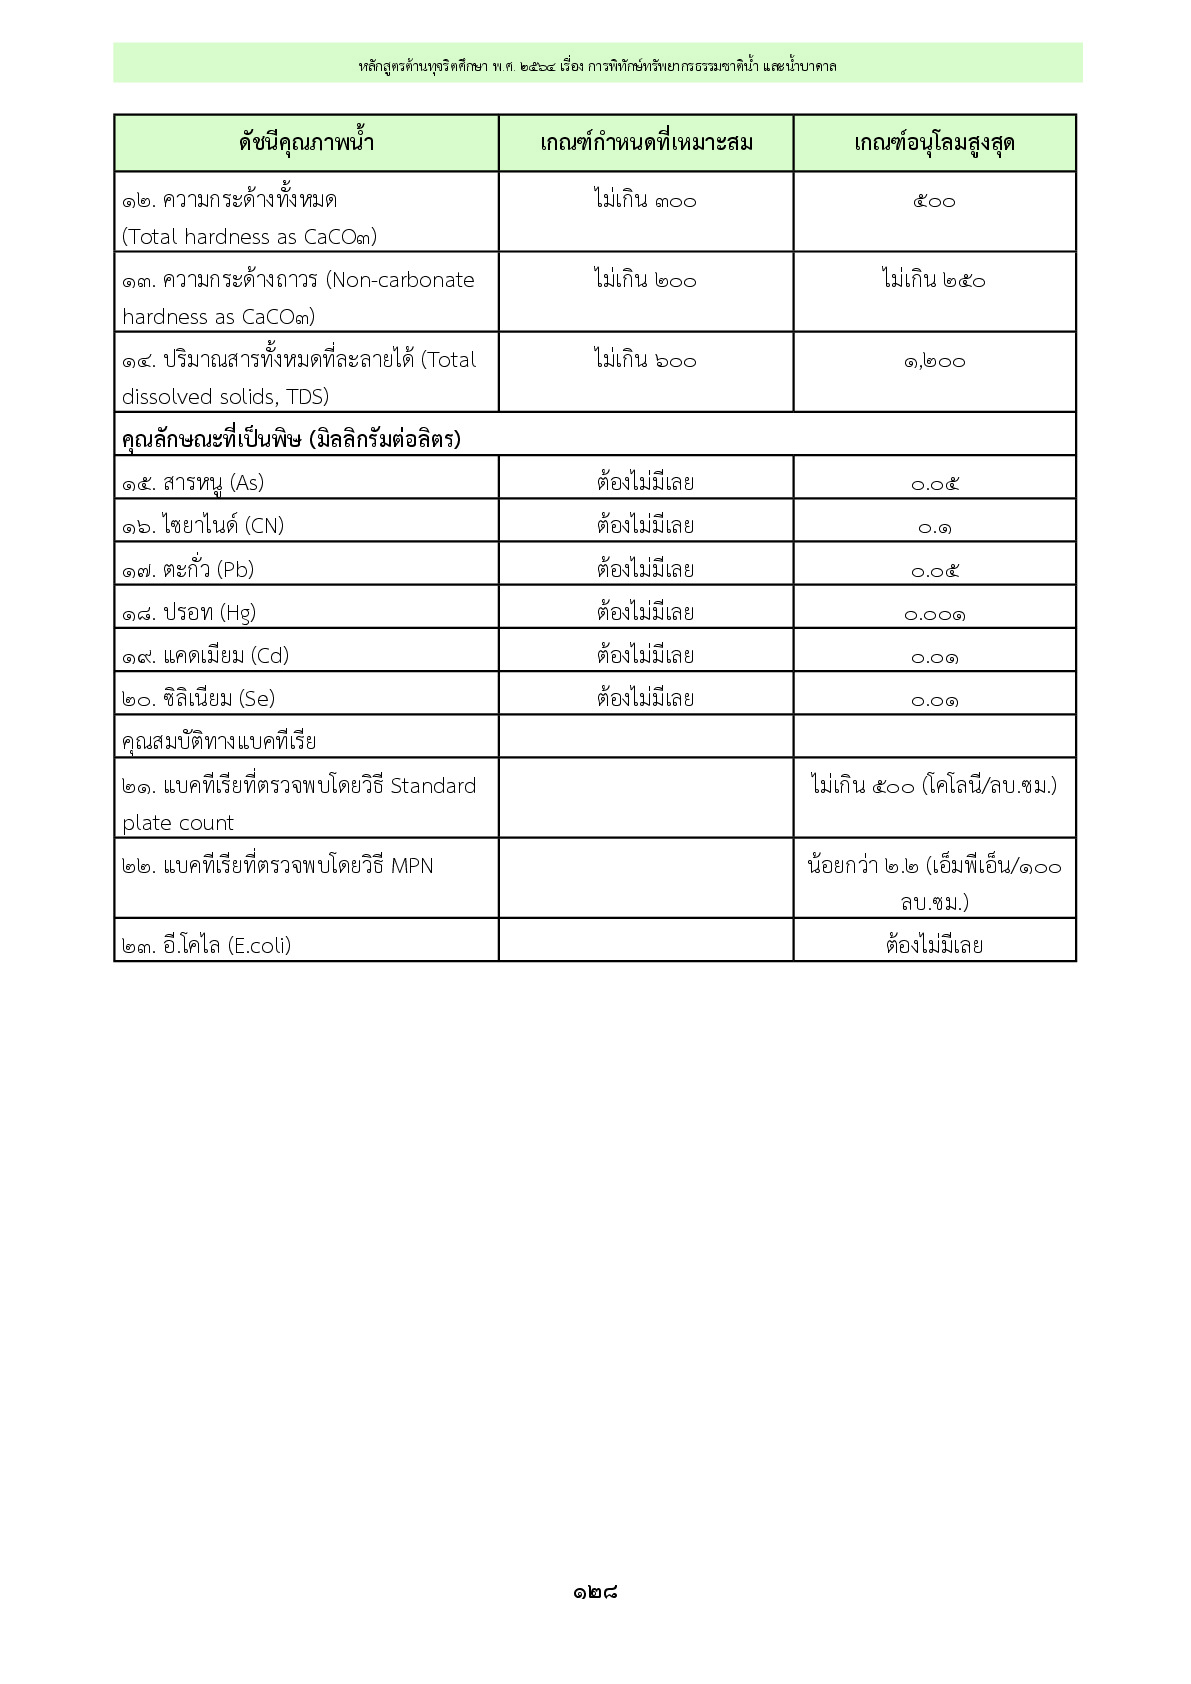 หลักสูตรต้านทุจริตศึกษา พ.ศ. ๒๕๖๔ เรื่อง การพิทักษ์ทรัพยากรธรรมชาติน้ำ และน้ำบาดาล
ดัชนีคุณภาพน้ำ เกณฑ์กำหนดที่เหมาะสม เกณฑ์อนุโลมสูงสุด
๑๒. ความกระด้างทั้งหมด ไม่เกิน ๓๐๐ ๕๐๐
(Total hardness as CaCO๓)
๑๓. ความกระด้างถาวร (Non-carbonate ไม่เกิน ๒๐๐ ไม่เกิน ๒๕๐
hardness as CaCO๓)
๑๔. ปริมาณสารทั้งหมดที่ละลายได้ (Total ไม่เกิน ๖๐๐ ๑,๒๐๐
dissolved solids, TDS)
คุณลักษณะที่เป็นพิษ (มิลลิกรัมต่อลิตร)
๑๕. สารหนู (As) ต้องไม่มีเลย ๐.๐๕
๑๖. ไซยาไนด์ (CN) ต้องไม่มีเลย ๐.๑
๑๗. ตะกั่ว (Pb) ต้องไม่มีเลย ๐.๐๕
๑๘. ปรอท (Hg) ต้องไม่มีเลย ๐.๐๐๑
๑๙. แคดเมียม (Cd) ต้องไม่มีเลย ๐.๐๑
๒๐. ซิลิเนียม (Se) ต้องไม่มีเลย ๐.๐๑
คุณสมบัติทางแบคทีเรีย
๒๑. แบคทีเรียที่ตรวจพบโดยวิธี Standard ไม่เกิน ๕๐๐ (โคโลนี/ลบ.ซม.)
plate count
๒๒. แบคทีเรียที่ตรวจพบโดยวิธี MPN น้อยกว่า ๒.๒ (เอ็มพีเอ็น/๑๐๐
ลบ.ซม.)
๒๓. อี.โคไล (E.coli) ต้องไม่มีเลย
๑๒๘